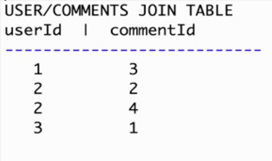 USER/COMMENTS JOIN TABLE
userId | commentId
---------------------------
1 3
2 2
2 4
3 1